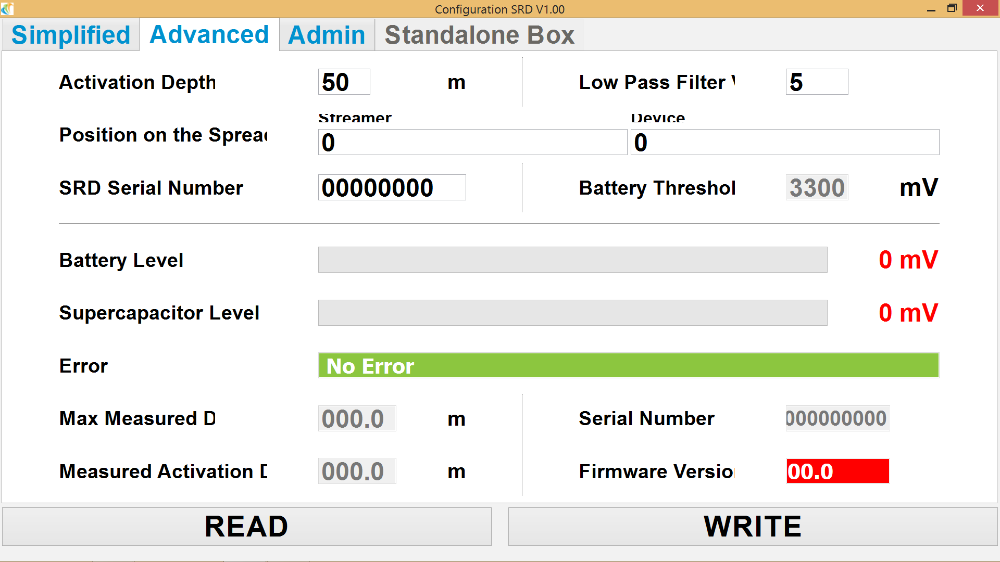 Configuration SRD V1.00
Simplified Advanced Admin Standalone Box
Activation Depth 50 m Low Pass Filter 5
Streamer Device
Position on the Sprea 0 0
SRD Serial Number 00000000 Battery Threshol 3300 mV
Battery Level 0 mV
Supercapacitor Level 0 mV
Error No Error
Max Measured D 000.0 m Serial Number 000000000
Measured Activation D 000.0 m Firmware Versio 00.0
READ WRITE